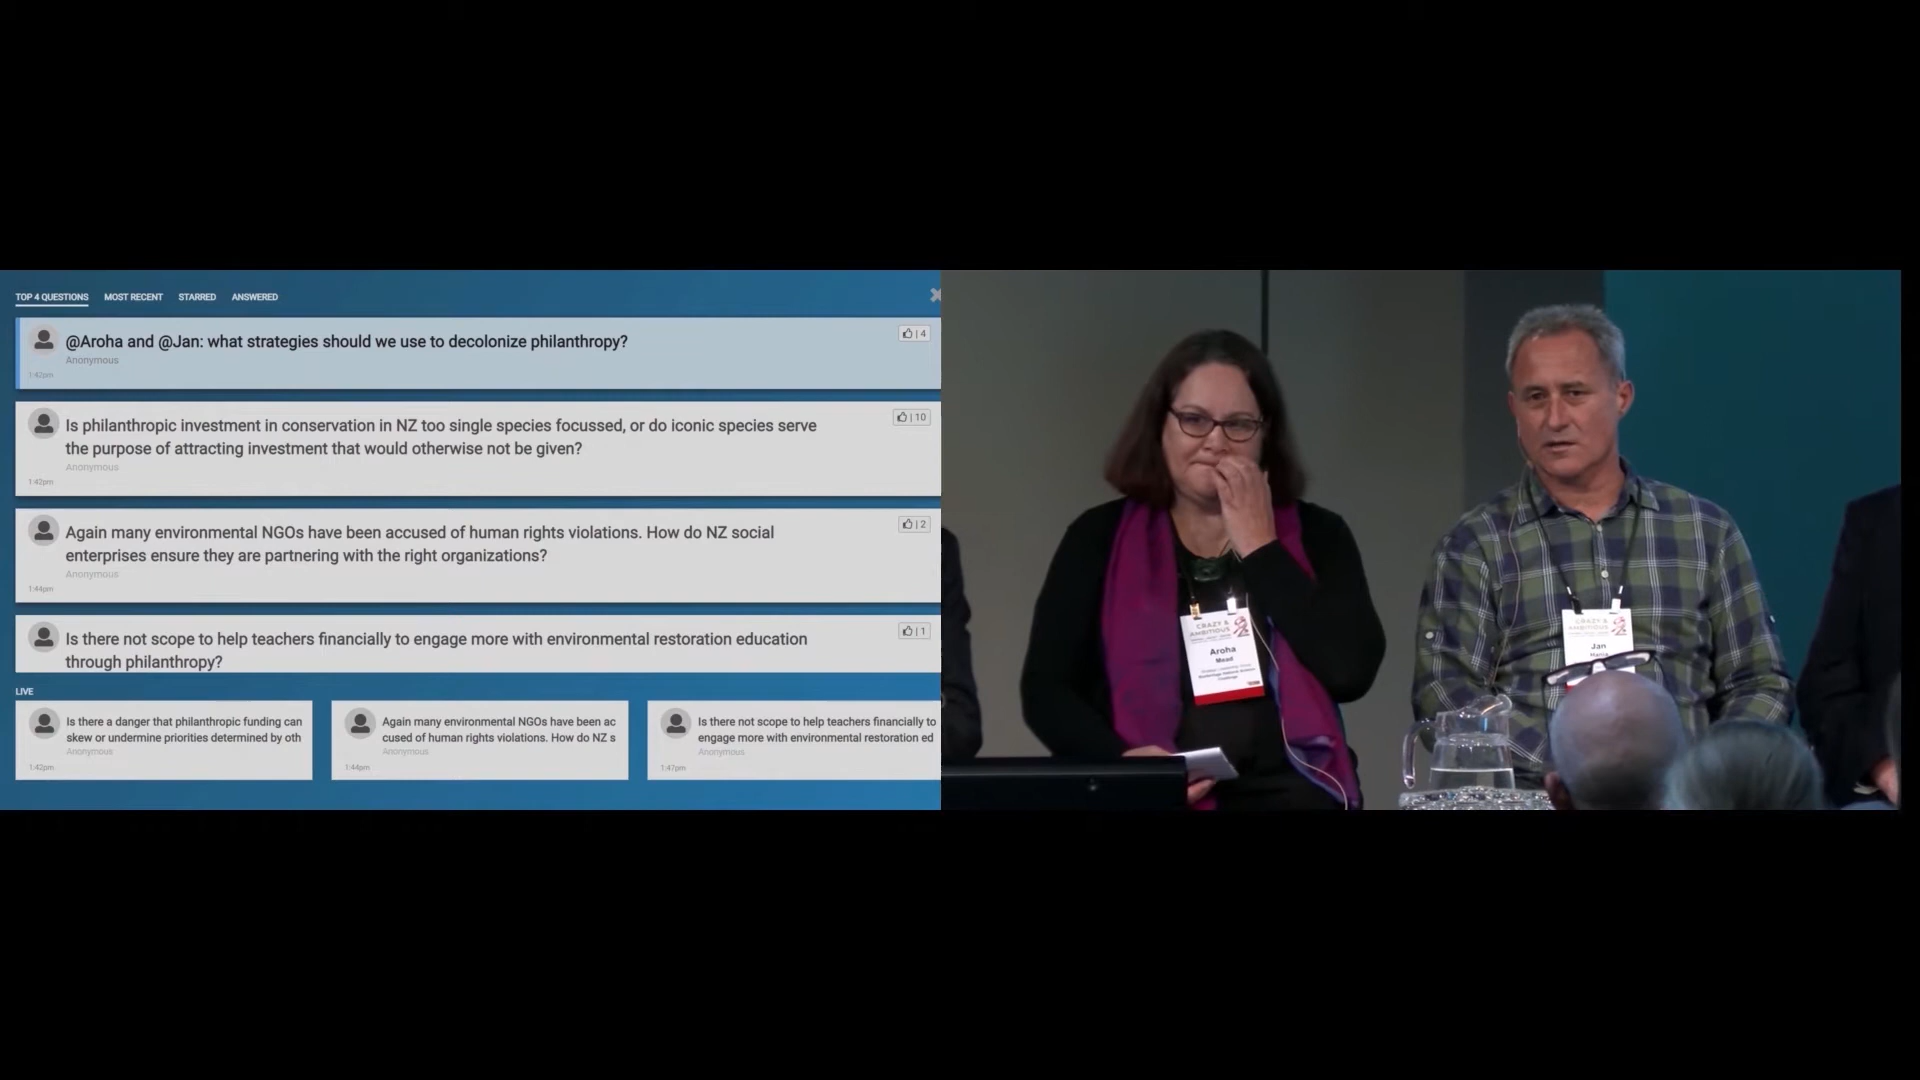 TOP 4 QUESTIONS MOST RECENT STARRED ANSWERED
@Aroha and @Jan: what strategies should we use to decolonize philanthropy?
4
Anonymous
1:42pm
Is philanthropic investment in conservation in NZ too single species focussed, or do iconic species serve
the purpose of attracting investment that would otherwise not be given?
10
Anonymous
1:42pm
Again many environmental NGOs have been accused of human rights violations. How do NZ social
enterprises ensure they are partnering with the right organizations?
2
Anonymous
1:44pm
Is there not scope to help teachers financially to engage more with environmental restoration education
through philanthropy?
1
LIVE
Is there a danger that philanthropic funding can
skew or undermine priorities determined by oth
Anonymous
1:42pm
Again many environmental NGOs have been ac
cused of human rights violations. How do NZ s
Anonymous
1:44pm
Is there not scope to help teachers financially to
engage more with environmental restoration ed
Anonymous
1:47pm
CRAZY &
AMBITIOUS
Aroha
Mead
CRAZY &
AMBITIOUS
Jan